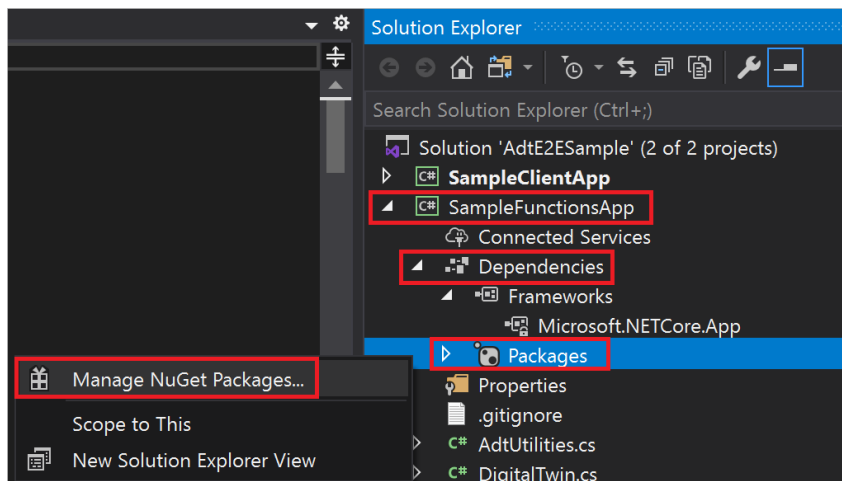 Solution Explorer
Search Solution Explorer (Ctrl+;)
Solution 'AdtE2ESample' (2 of 2 projects)
C# SampleClientApp
C# SampleFunctionsApp
Connected Services
Dependencies
Frameworks
Microsoft.NETCore.App
Packages
Properties
.gitignore
C# AdtUtilities.cs
C# DigitalTwin.cs
Manage NuGet Packages...
Scope to This
New Solution Explorer View